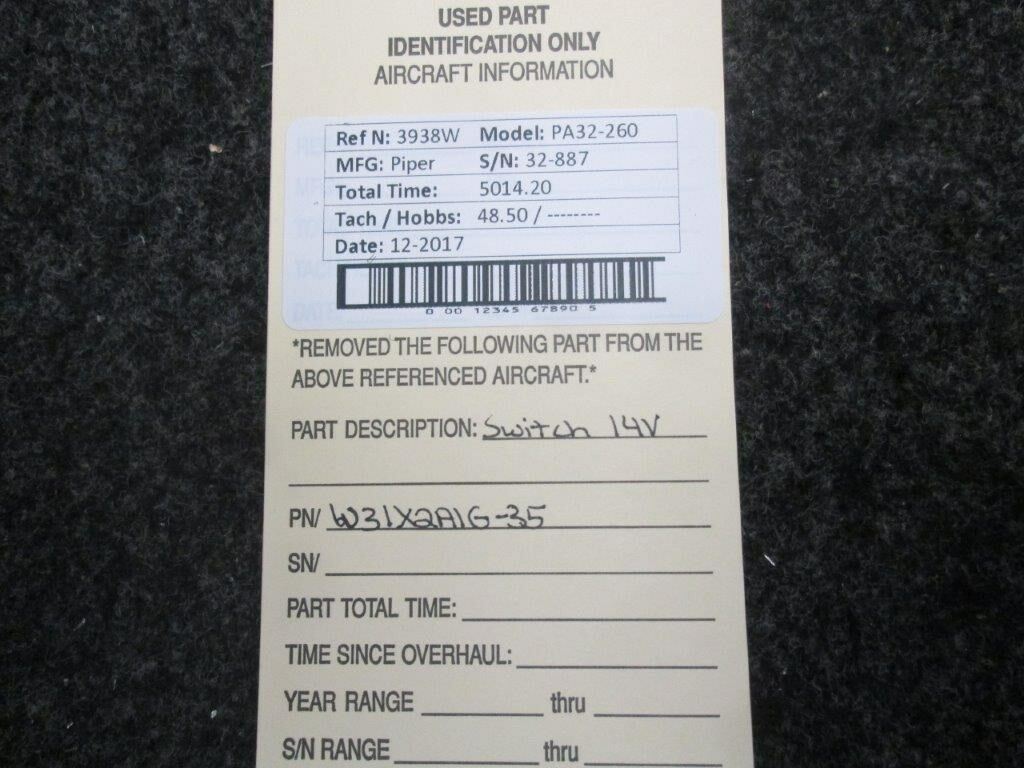 USED PART
IDENTIFICATION ONLY
AIRCRAFT INFORMATION
Ref N: 3938W Model: PA32-260
MFG: Piper S/N: 32-887
Total Time: 5014.20
Tach / Hobbs: 48.50 / --------
Date: 12-2017
0 00 12345 67890 5
*REMOVED THE FOLLOWING PART FROM THE
ABOVE REFERENCED AIRCRAFT.*
PART DESCRIPTION: Switch 14V
PN/ W31X2A1G-35
SN/
PART TOTAL TIME:
TIME SINCE OVERHAUL:
YEAR RANGE thru
S/N RANGE thru